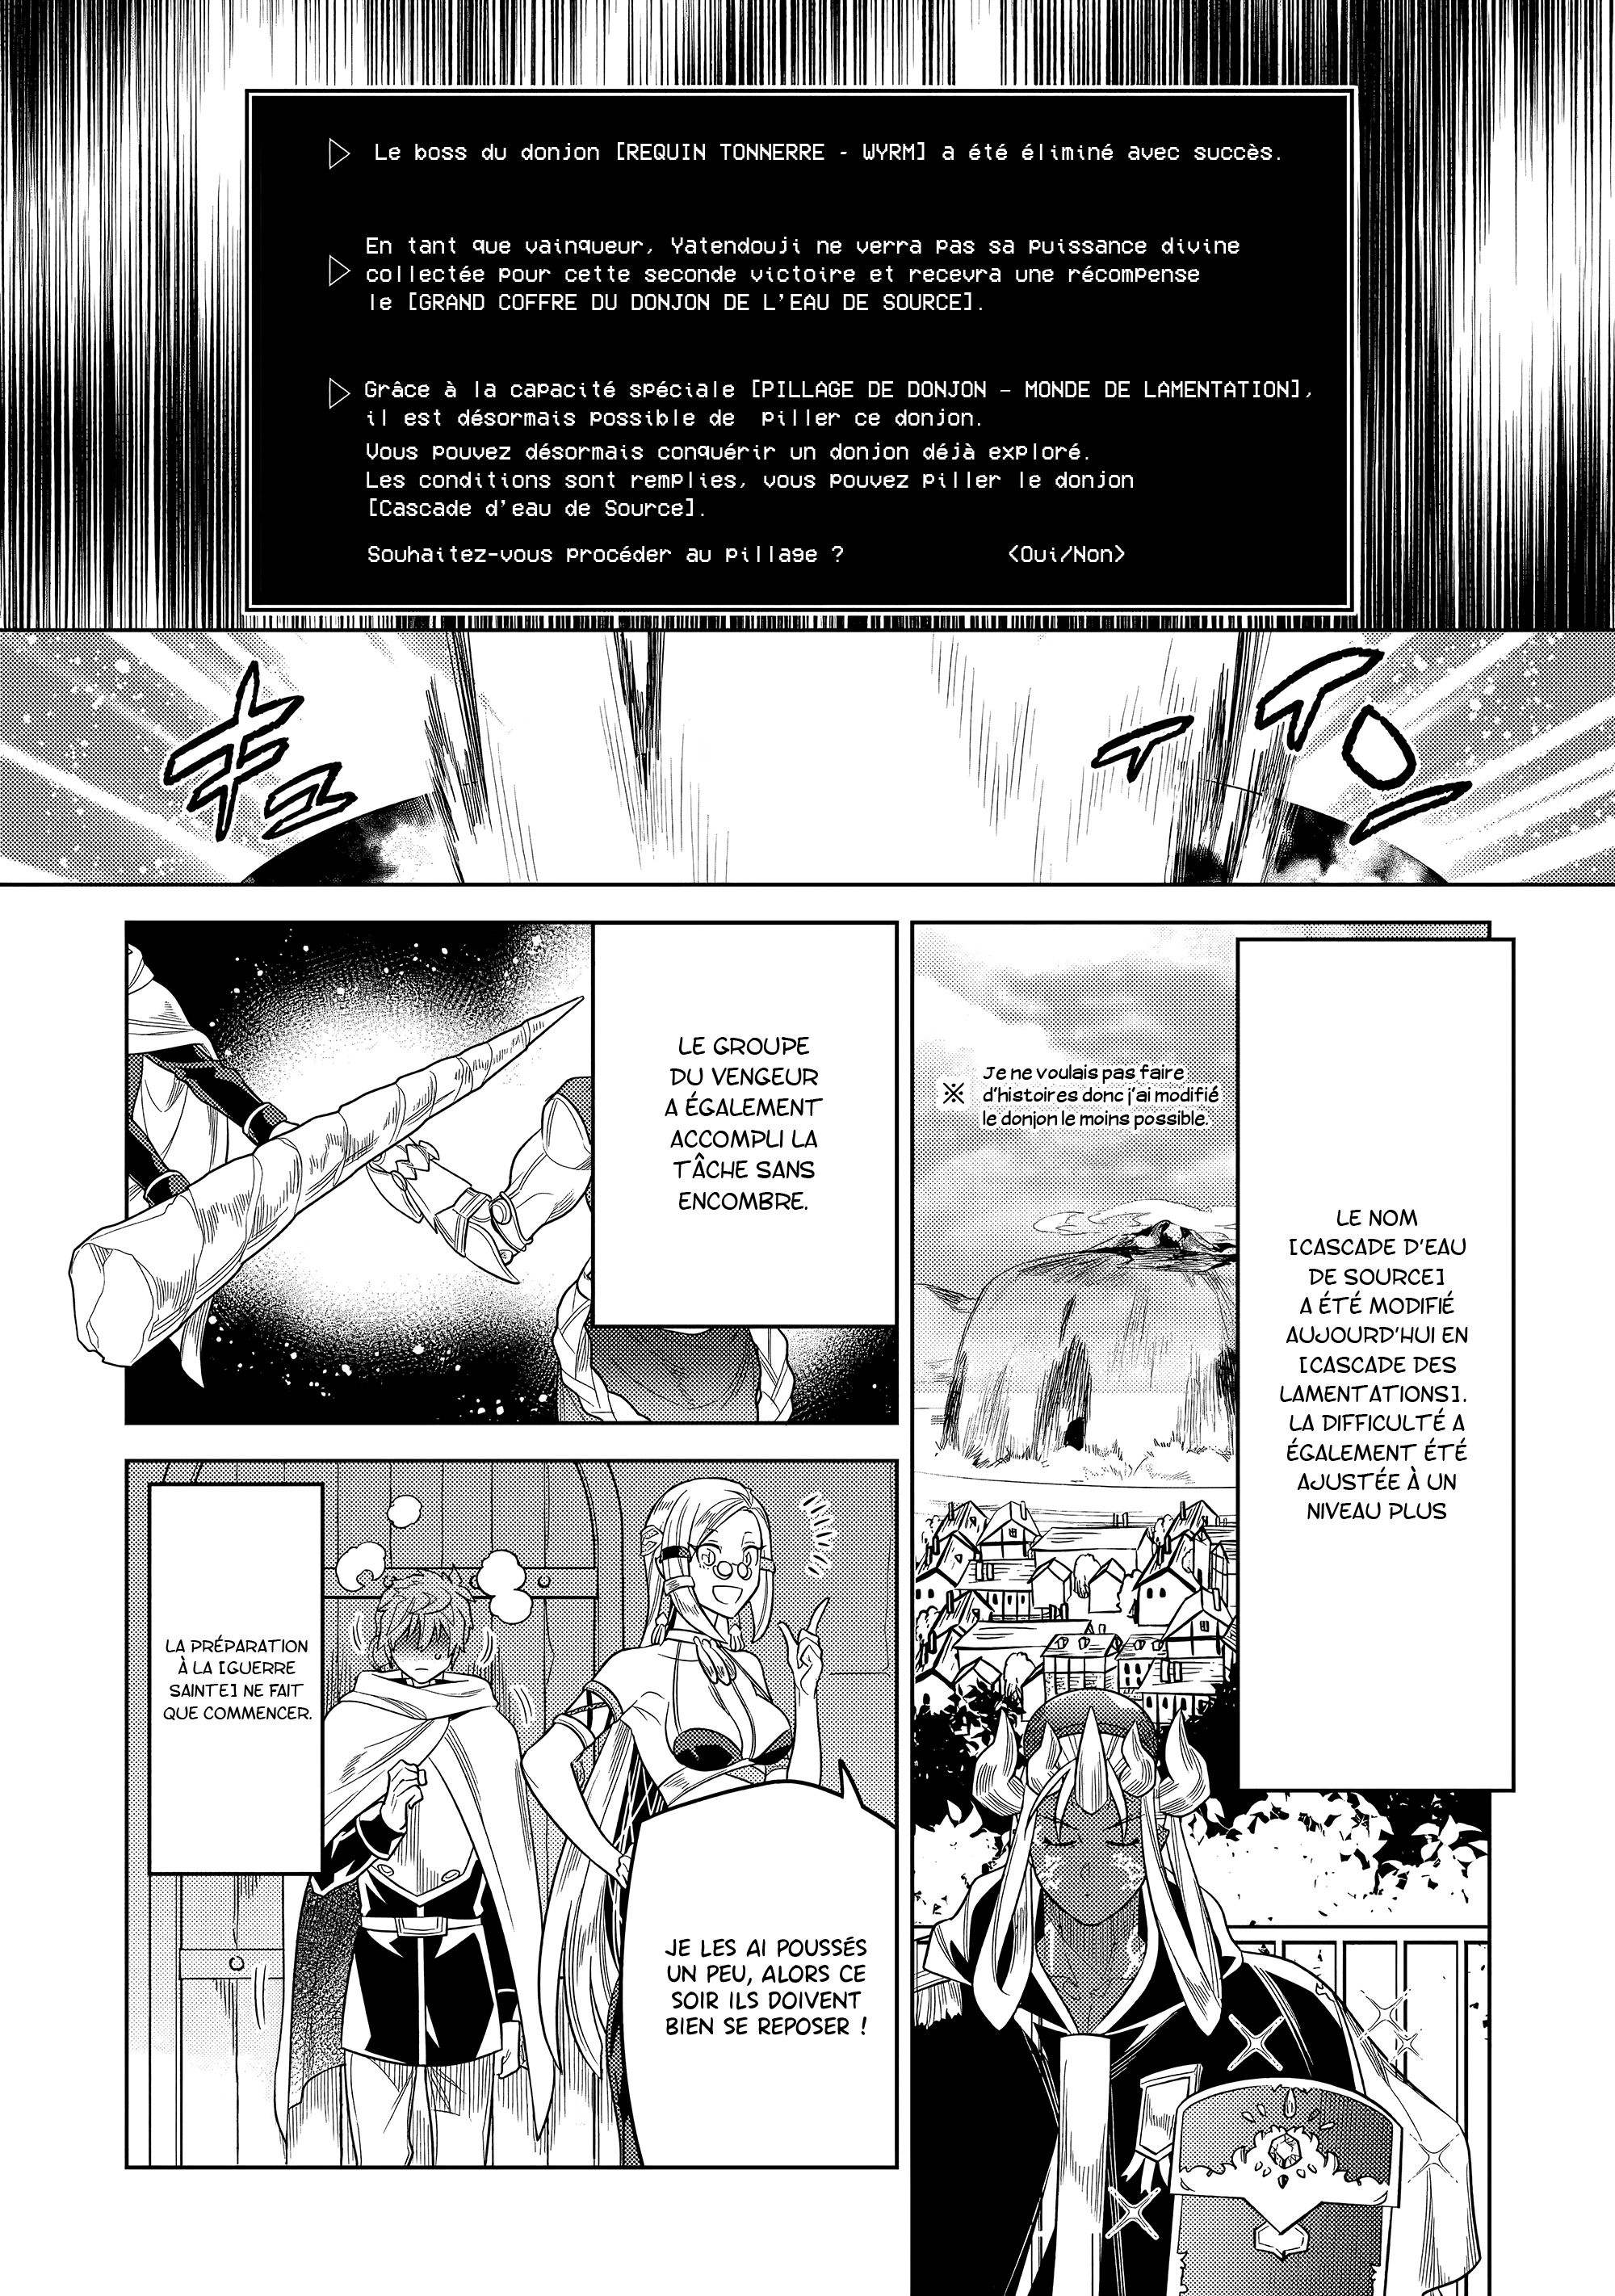 Le boss du donjon [REQUIN TONNERRE - WYRM] a été éliminé avec succès.
En tant que vainqueur, Yatendouji ne verra pas sa puissance divine
collectée pour cette seconde victoire et recevra une récompense
le [GRAND COFFRE DU DONJON DE L'EAU DE SOURCE].
Grâce à la capacité spéciale [PILLAGE DE DONJON – MONDE DE LAMENTATION],
il est désormais possible de piller ce donjon.
Vous pouvez désormais conquérir un donjon déjà exploré.
Les conditions sont remplies, vous pouvez piller le donjon
[Cascade d'eau de Source].
Souhaitez-vous procéder au pillage ? <Oui/Non>
キュ
イィン
LE NOM
[CASCADE D'EAU
DE SOURCE]
A ÉTÉ MODIFIÉ
AUJOURD'HUI EN
[CASCADE DES
LAMENTATIONS].
LA DIFFICULTÉ A
ÉGALEMENT ÉTÉ
AJUSTÉE À UN
NIVEAU PLUS
※ Je ne voulais pas faire
d'histoires donc j'ai modifié
le donjon le moins possible.
LE GROUPE
DU VENGEUR
A ÉGALEMENT
ACCOMPLI LA
TÂCHE SANS
ENCOMBRE.
JE LES AI POUSSÉS
UN PEU, ALORS CE
SOIR ILS DOIVENT
BIEN SE REPOSER !
LA PRÉPARATION
À LA [GUERRE
SAINTE] NE FAIT
QUE COMMENCER.